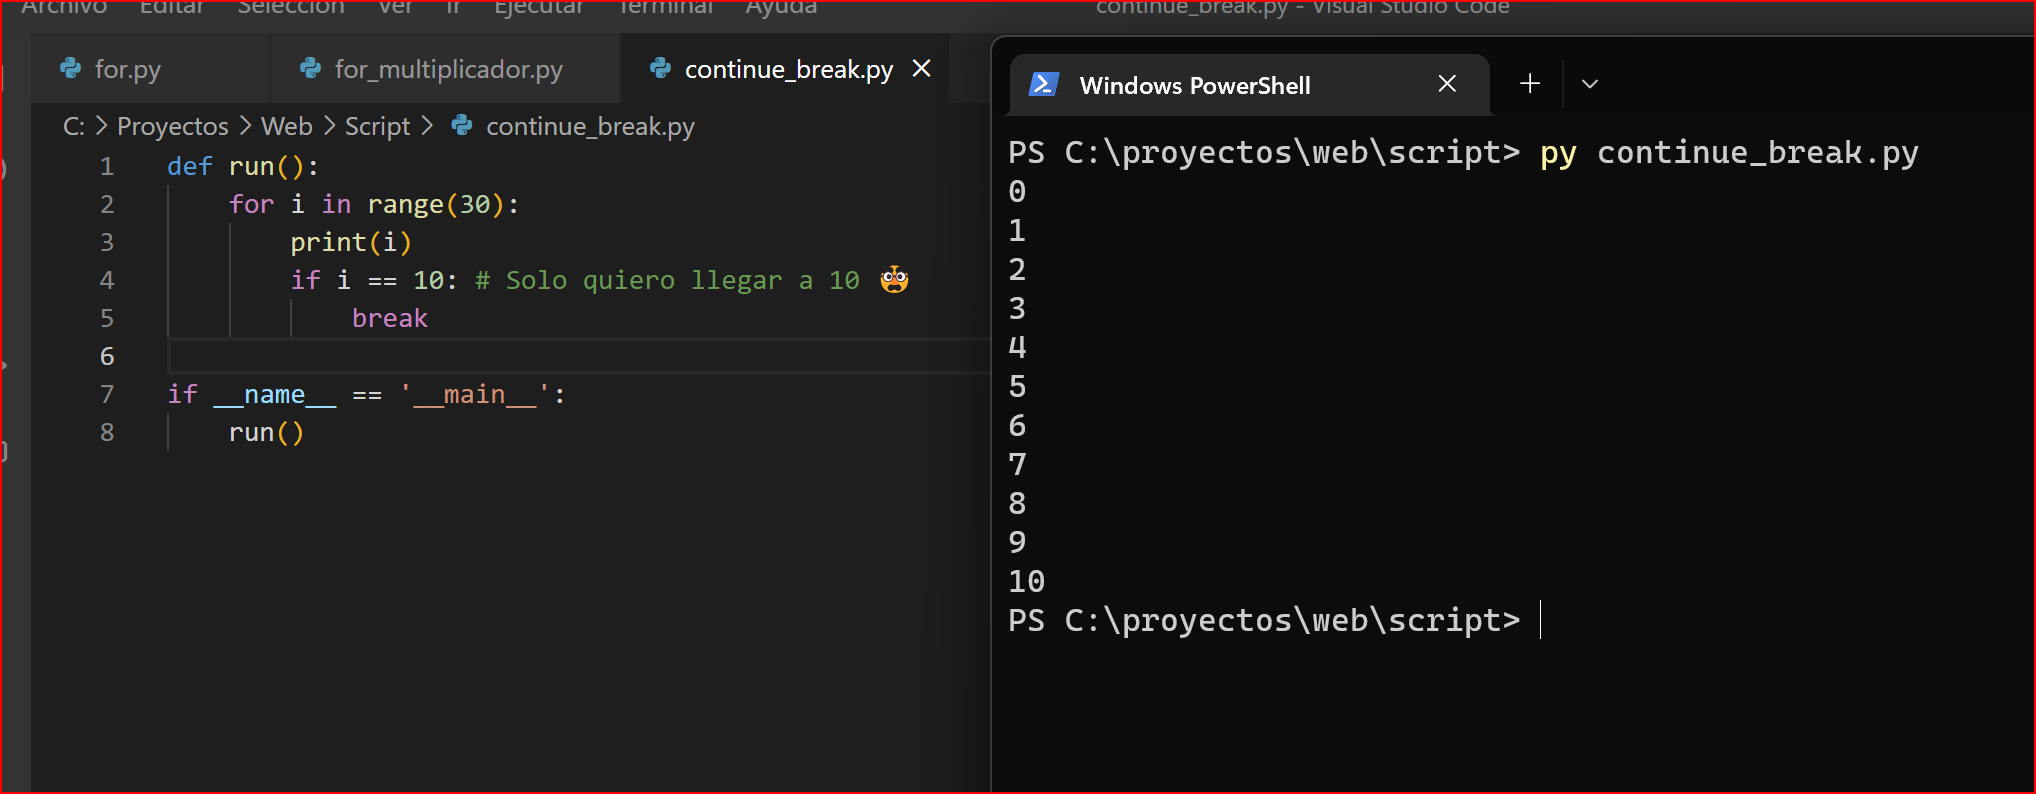 Archivo Editar Selección Ver Ir Ejecutar Terminal Ayuda continue_break.py - Visual Studio Code
for.py for_multiplicador.py continue_break.py
C: > Proyectos > Web > Script > continue_break.py
1 def run():
2 for i in range(30):
3 print(i)
4 if i == 10: # Solo quiero llegar a 10 
5 break
6
7 if __name__ == '__main__':
8 run()
Windows PowerShell
PS C:\proyectos\web\script> py continue_break.py
0
1
2
3
4
5
6
7
8
9
10
PS C:\proyectos\web\script>